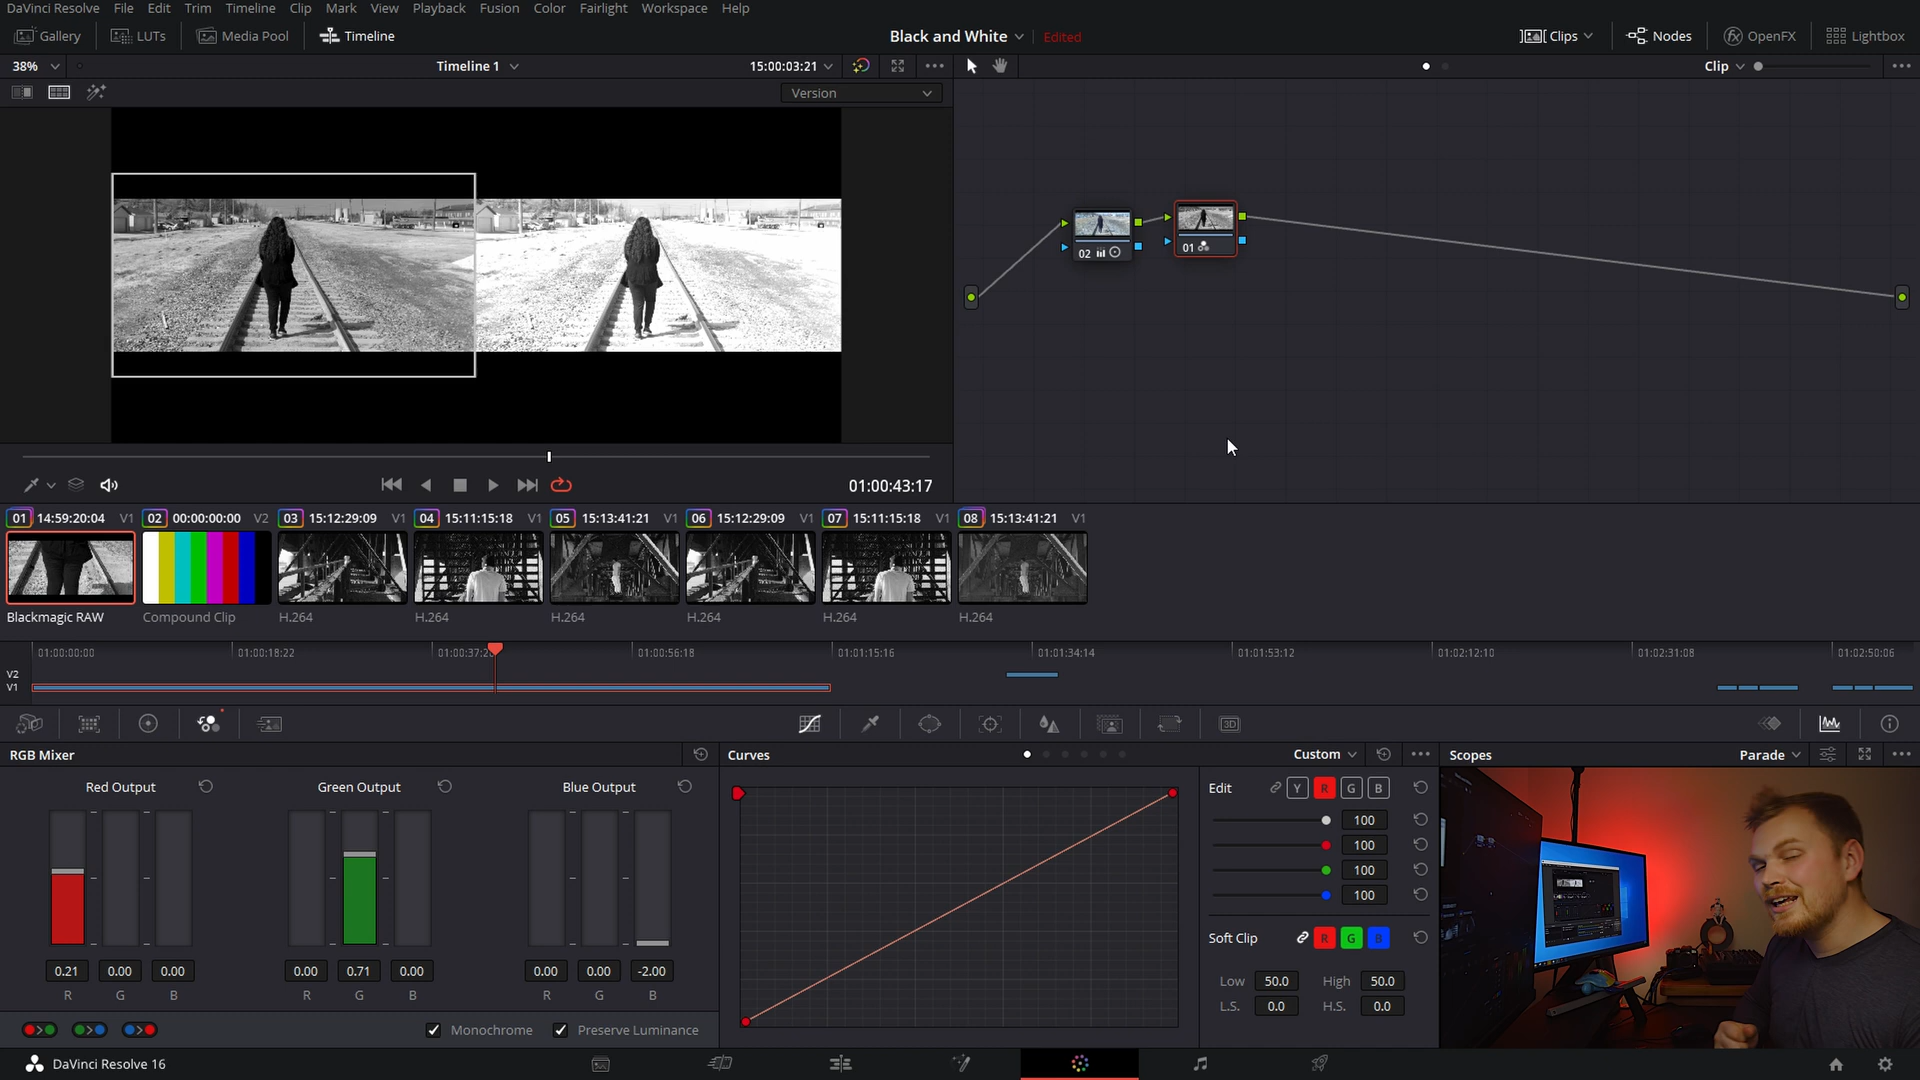 DaVinci Resolve File Edit Trim Timeline Clip Mark View Playback Fusion Color Fairlight Workspace Help
Gallery LUTs Media Pool Timeline Black and White Edited Clips Nodes OpenFX Lightbox
38% Timeline 1 15:00:03:21 Clip
Version
02 01
01:00:43:17
01 14:59:20:04 V1 02 00:00:00:00 V2 03 15:12:29:09 V1 04 15:11:15:18 V1 05 15:13:41:21 V1 06 15:12:29:09 V1 07 15:11:15:18 V1 08 15:13:41:21 V1
Blackmagic RAW Compound Clip H.264 H.264 H.264 H.264 H.264 H.264
01:00:00:00 01:00:18:22 01:00:37:20 01:00:56:18 01:01:15:16 01:01:34:14 01:01:53:12 01:02:12:10 01:02:31:08 01:02:50:06
V2
V1
3D
RGB Mixer Curves Custom Scopes Parade
Red Output Green Output Blue Output Edit Y R G B
100
100
100
100
Soft Clip R G B
0.21 0.00 0.00 0.00 0.71 0.00 0.00 0.00 -2.00 Low 50.0 High 50.0
R G B R G B R G B L.S. 0.0 H.S. 0.0
Monochrome Preserve Luminance
DaVinci Resolve 16